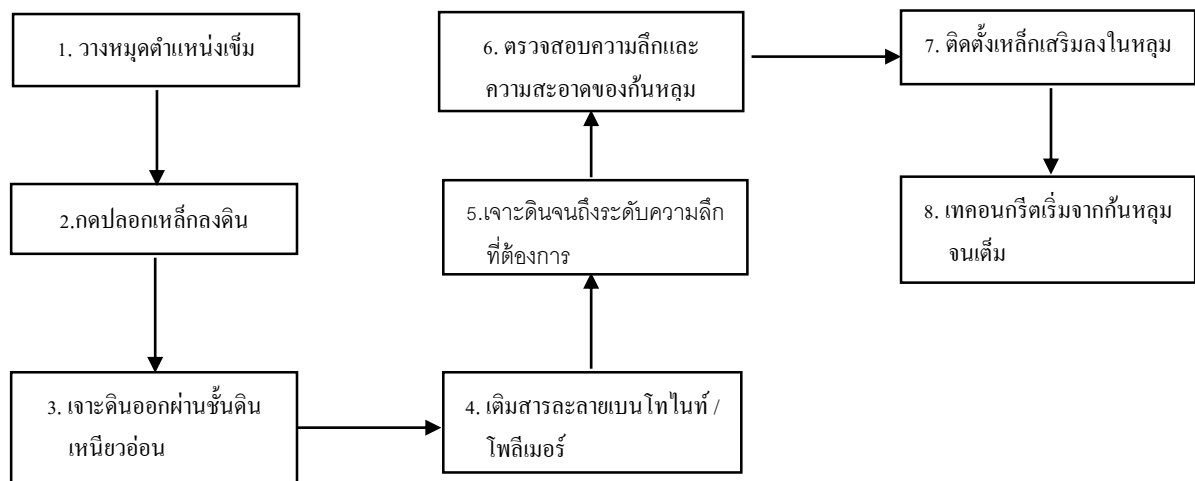 1. วางหมุดตำแหน่งเข็ม
2.กดปลอกเหล็กลงดิน
3. เจาะดินออกผ่านชั้นดิน
เหนียวอ่อน
4. เติมสารละลายเบนโทไนท์ /
โพลีเมอร์
5.เจาะดินจนถึงระดับความลึก
ที่ต้องการ
6. ตรวจสอบความลึกและ
ความสะอาดของก้นหลุม
7. ติดตั้งเหล็กเสริมลงในหลุม
8. เทคอนกรีตเริ่มจากก้นหลุม
จนเต็ม